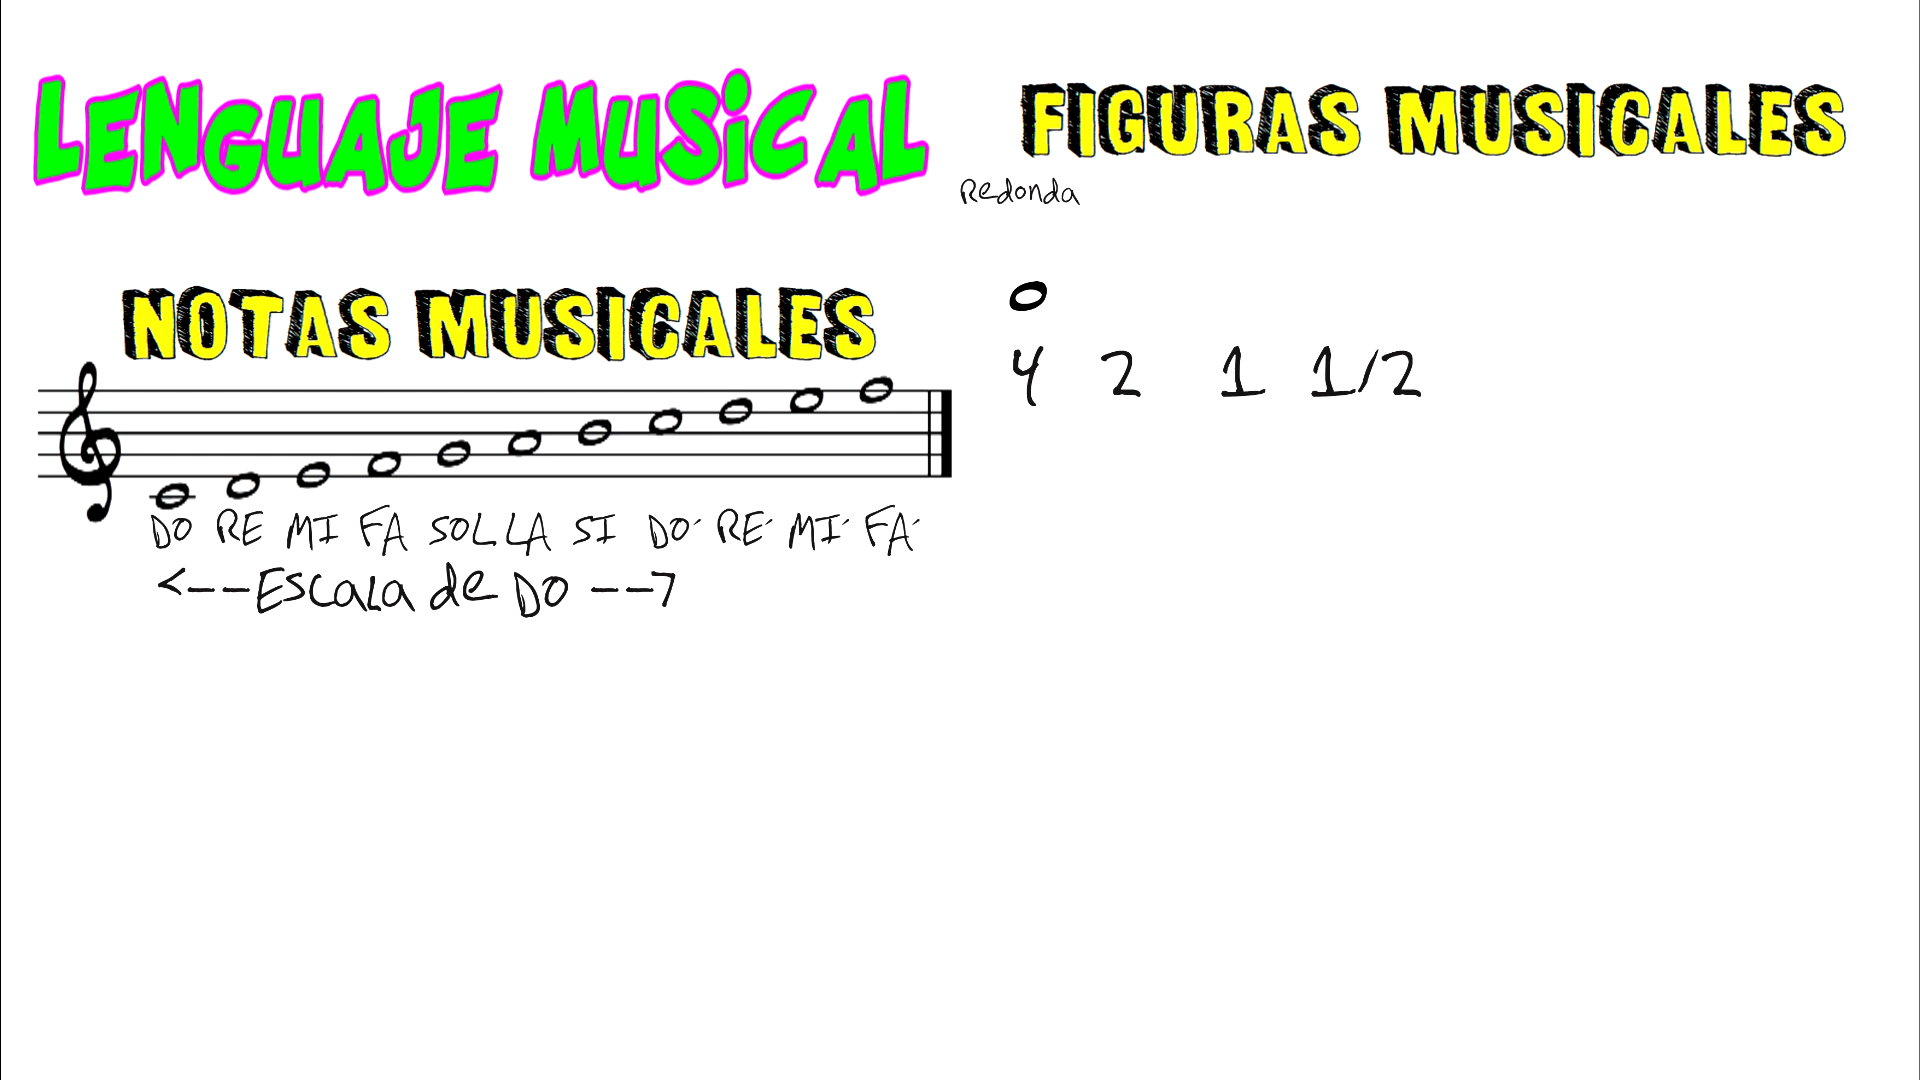 LENGUAJE MUSiCAL
NOTAS MUSICALES
DO RE MI FA SOL LA SI DO´ RE´ MI´ FA´
<--Escala de DO -->
FIGURAS MUSICALES
Redonda
4 2 1 1/2